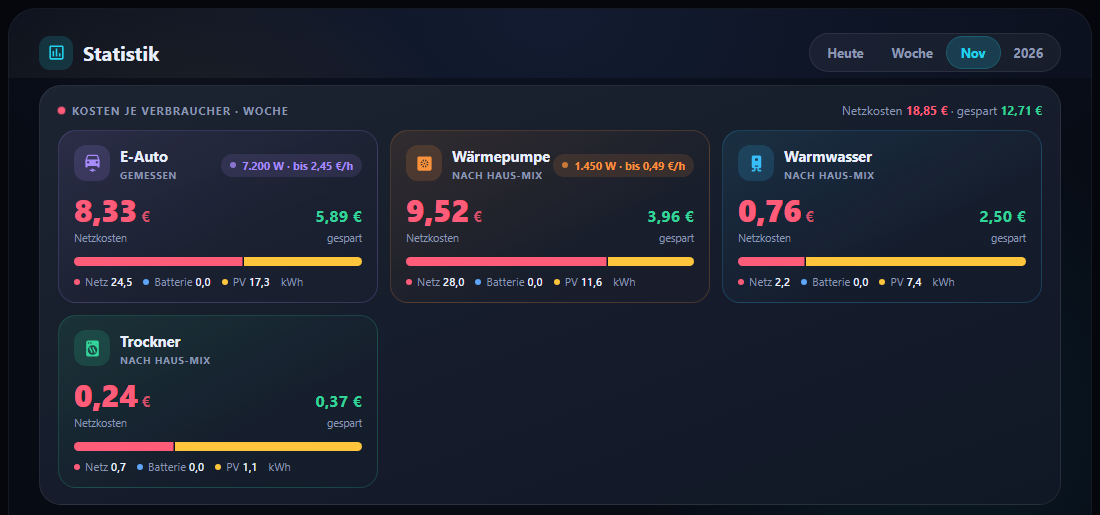 Statistik
Heute Woche Nov 2026
KOSTEN JE VERBRAUCHER · WOCHE
Netzkosten 18,85 € · gespart 12,71 €
E-Auto
GEMESSEN
7.200 W · bis 2,45 €/h
8,33 €
5,89 €
Netzkosten
gespart
Netz 24,5 Batterie 0,0 PV 17,3 kWh
Wärmepumpe
NACH HAUS-MIX
1.450 W · bis 0,49 €/h
9,52 €
3,96 €
Netzkosten
gespart
Netz 28,0 Batterie 0,0 PV 11,6 kWh
Warmwasser
NACH HAUS-MIX
0,76 €
2,50 €
Netzkosten
gespart
Netz 2,2 Batterie 0,0 PV 7,4 kWh
Trockner
NACH HAUS-MIX
0,24 €
0,37 €
Netzkosten
gespart
Netz 0,7 Batterie 0,0 PV 1,1 kWh